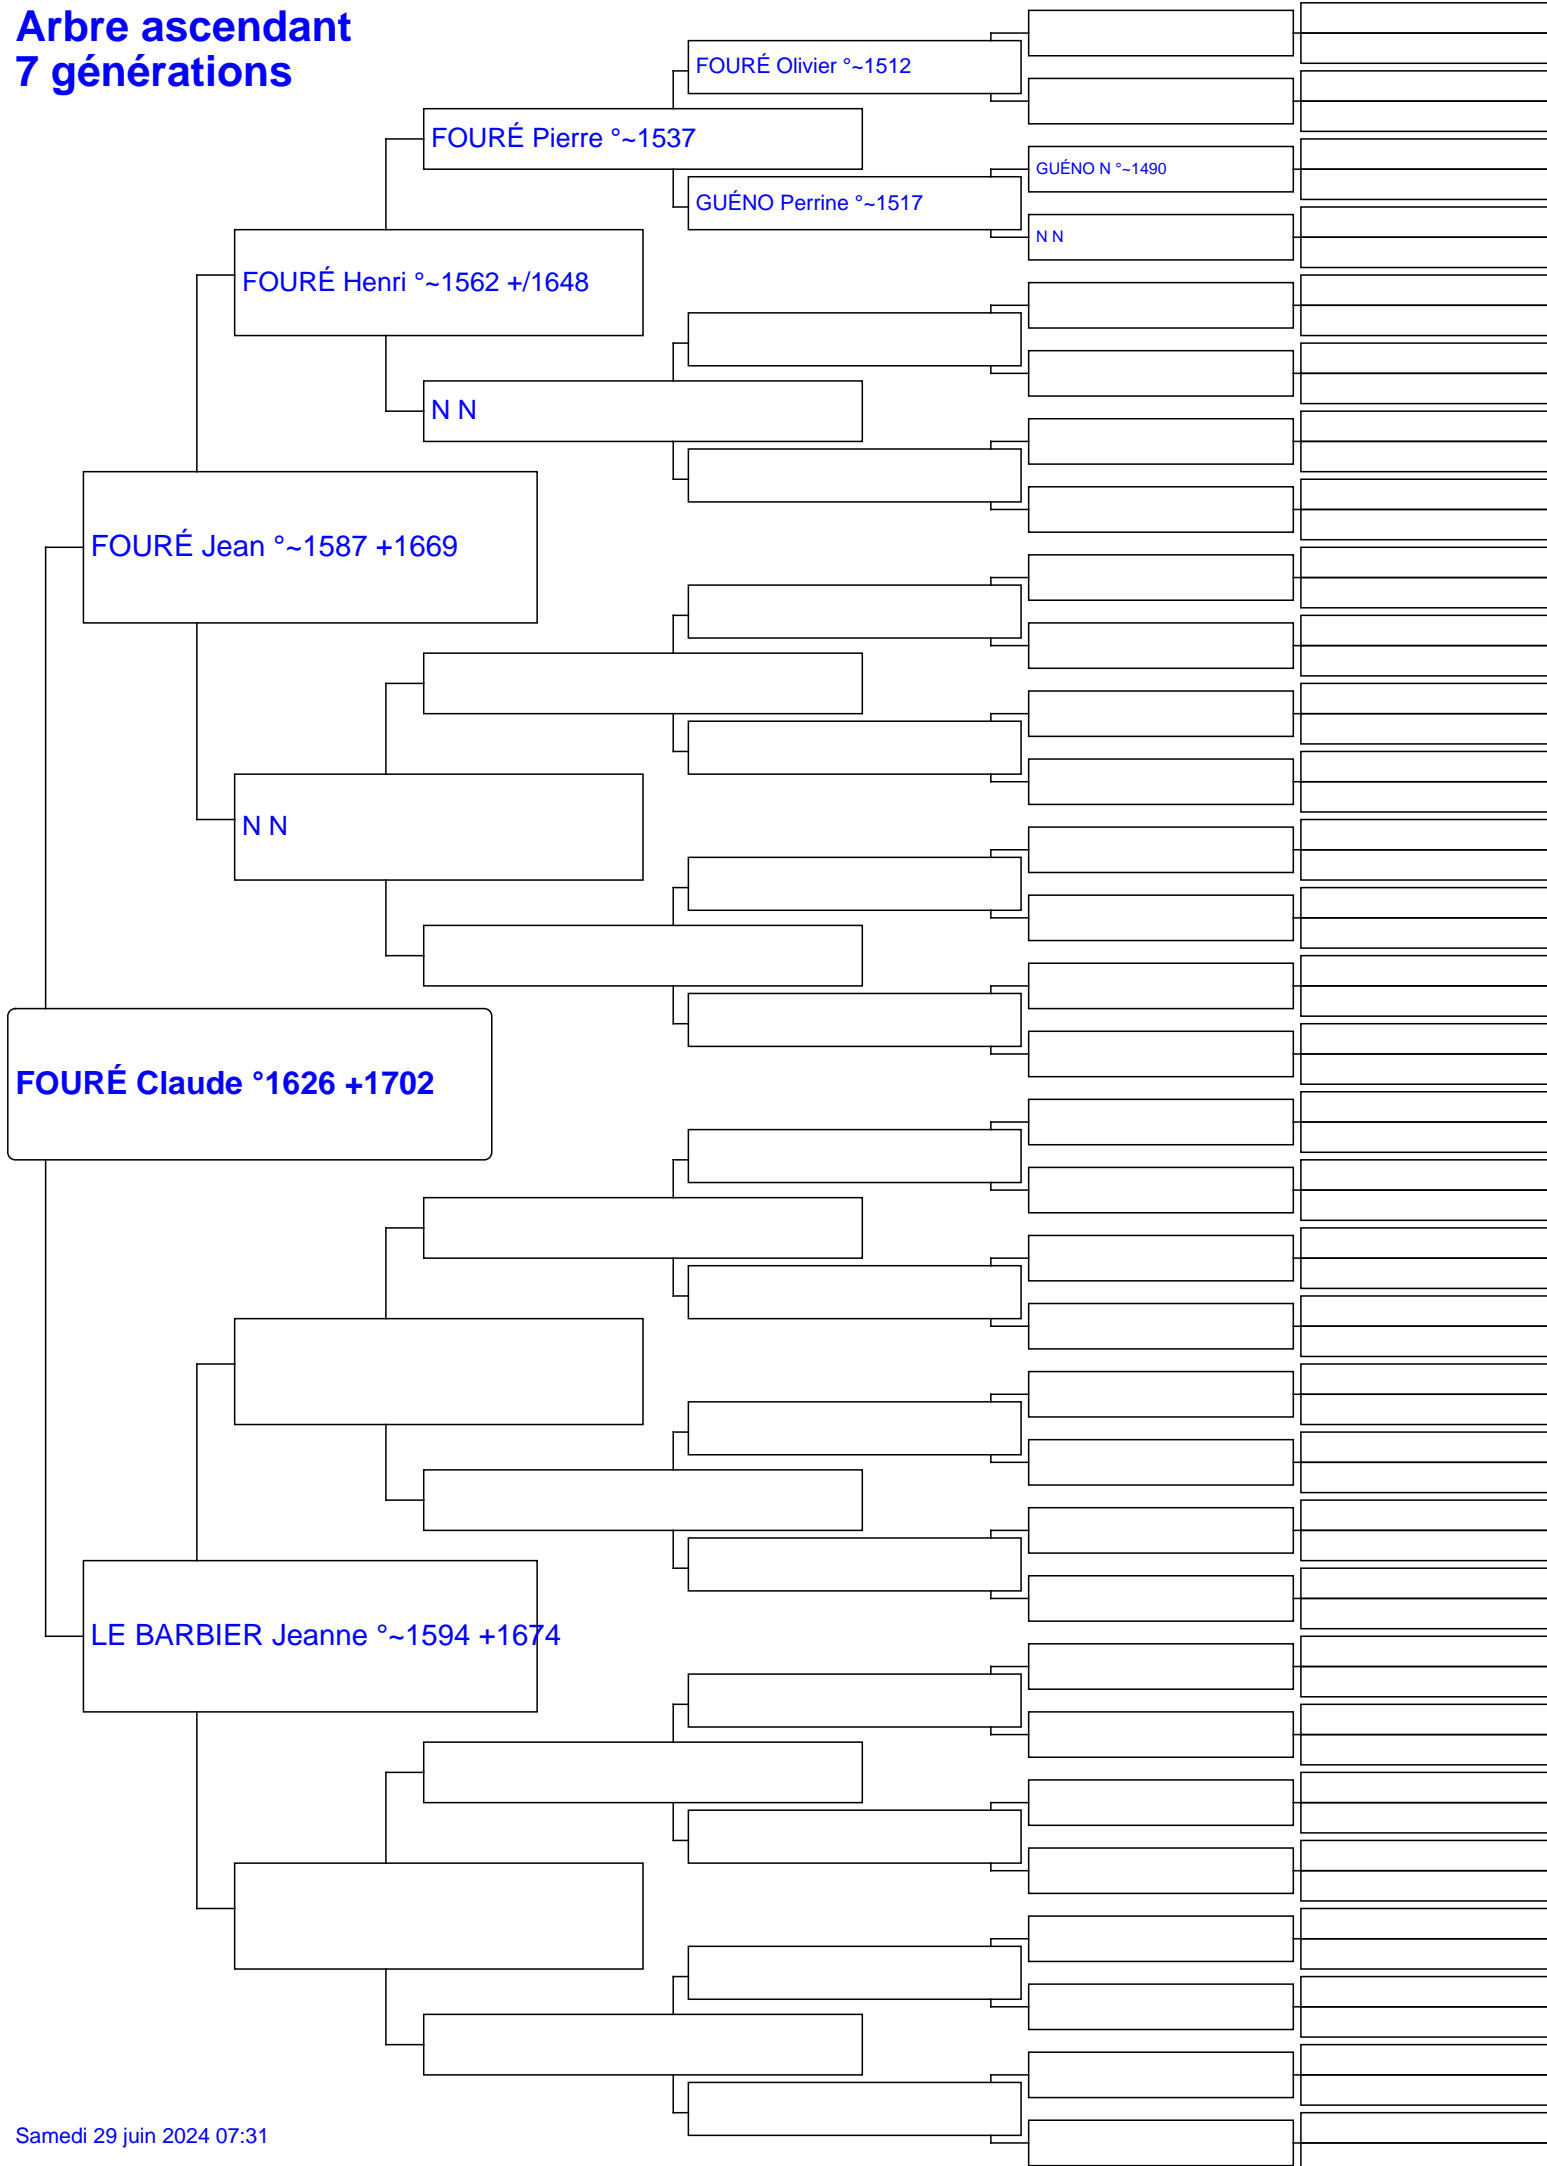 Arbre ascendant
7 générations
FOURÉ Olivier °~1512
FOURÉ Pierre °~1537
GUÉNO N °~1490
GUÉNO Perrine °~1517
N N
FOURÉ Henri °~1562 +/1648
N N
FOURÉ Jean °~1587 +1669
N N
FOURÉ Claude °1626 +1702
LE BARBIER Jeanne °~1594 +1674
Samedi 29 juin 2024 07:31